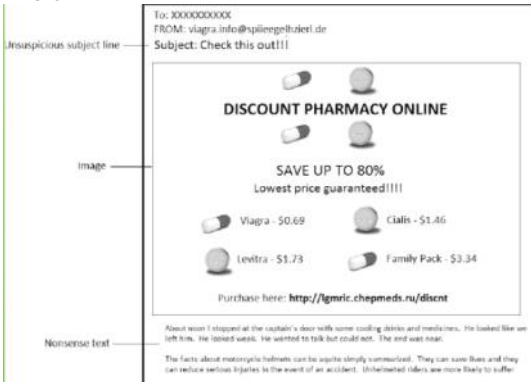 To: XXXXXXXXXX
FROM: viagra.info@spiieegelhzierl.de
Unsuspicious subject line
Subject: Check this out!!!
DISCOUNT PHARMACY ONLINE
Image
SAVE UP TO 80%
Lowest price guaranteed!!!!
Viagra - $0.69
Cialis - $1.46
Levitra - $1.73
Family Pack - $3.34
Purchase here: http://lgmric.chepmeds.ru/discnt
About noon I stopped at the captain's door with some cooling drinks and medicines. He looked like we
Nonsense text
left him. He looked week. He wanted to talk but could not. The end was near.
The facts about motorcycle helmets can be aquite simply summarized. They can save lives and they
can reduce serious injuries in the event of an accident. Unhelmeted riders are more likely to suffer